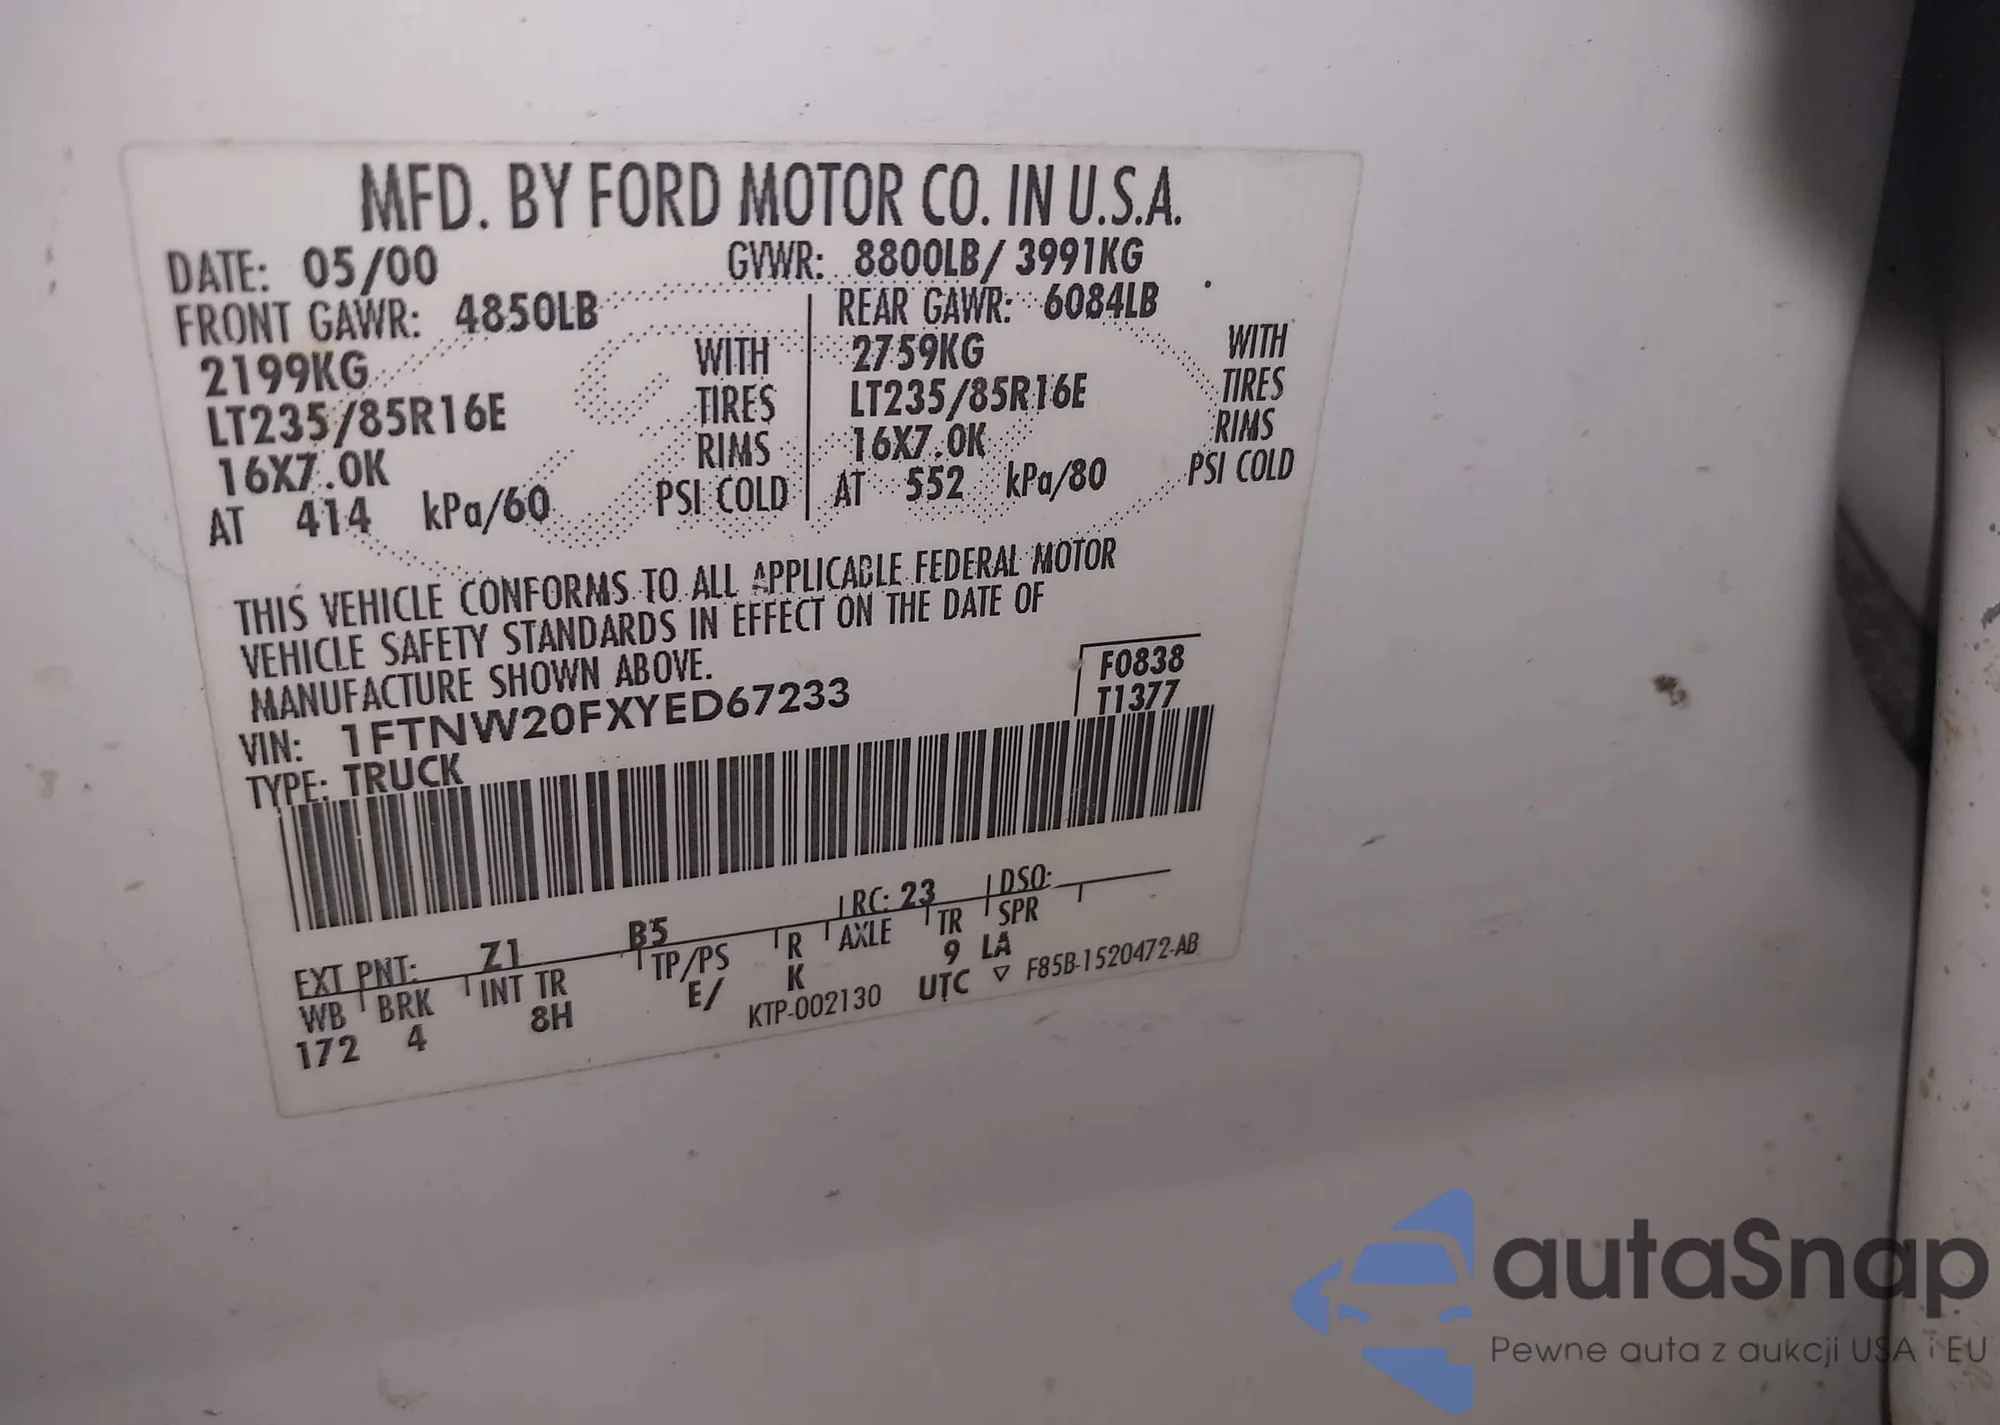 MFD. BY FORD MOTOR CO. IN U.S.A.
DATE: 05/00 GVWR: 8800LB/ 3991KG
FRONT GAWR: 4850LB REAR GAWR: 6084LB
2199KG WITH 2759KG WITH
LT235/85R16E TIRES LT235/85R16E TIRES
16X7.0K RIMS 16X7.0K RIMS
AT 414 kPa/60 PSI COLD AT 552 kPa/80 PSI COLD
THIS VEHICLE CONFORMS TO ALL APPLICABLE FEDERAL MOTOR
VEHICLE SAFETY STANDARDS IN EFFECT ON THE DATE OF
MANUFACTURE SHOWN ABOVE.
F0838
VIN: 1FTNW20FXYED67233 T1377
TYPE: TRUCK
EXT PNT: Z1 B5 RC: 23 DSO:
WB BRK INT TR TP/PS R AXLE TR SPR
172 4 8H E/ K 9 LA
KTP-002130 UTC ▽ F85B-1520472-AB
autaSnap
Pewne auta z aukcji USA i EU